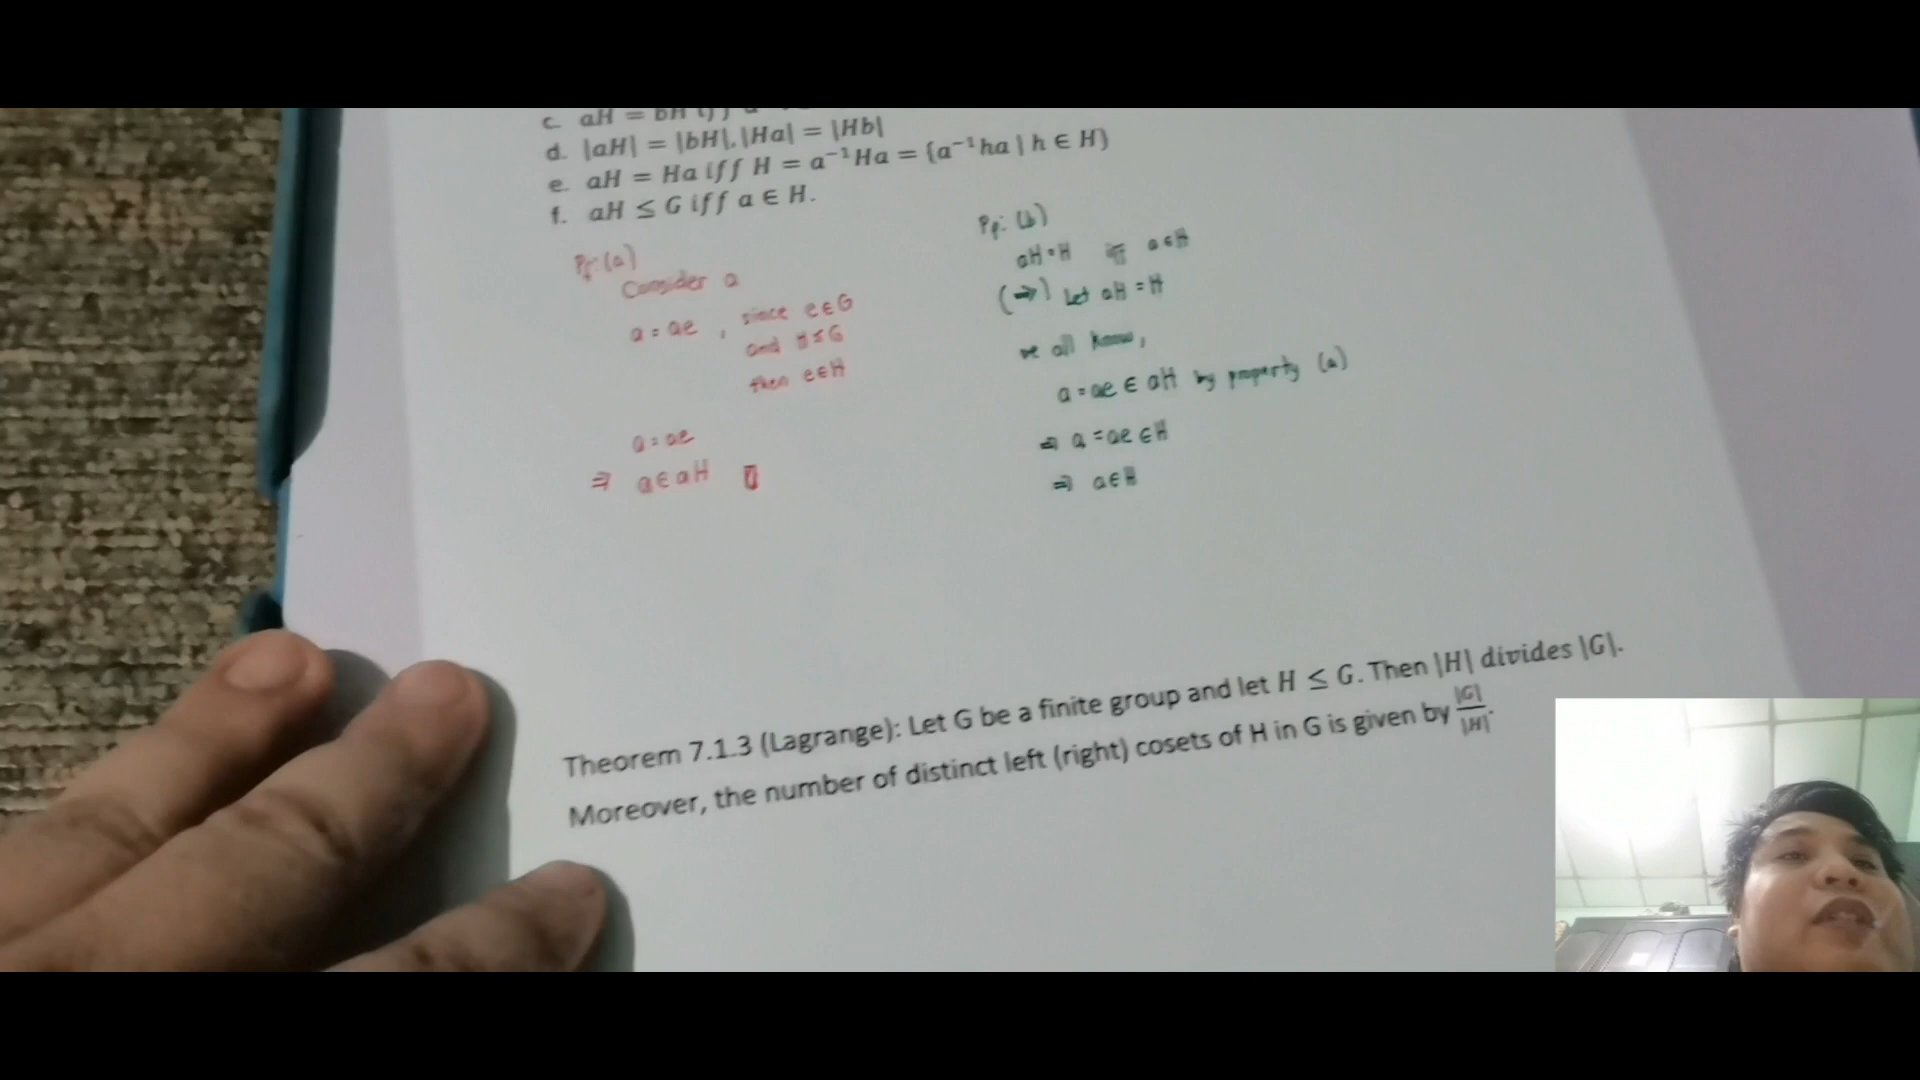 c. aH = bH iff
d. |aH| = |bH|, |Ha| = |Hb|
e. aH = Ha iff H = a⁻¹Ha = {a⁻¹ha | h ∈ H}
f. aH ≤ G iff a ∈ H.
Pf: (a)
Consider a
a = ae , since e∈G
and H≤G
then e∈H
a = ae
⇒ a∈aH
Pf: (b)
aH = H iff a∈H
(⇒) Let aH = H
we all know,
a = ae ∈ aH by property (a)
⇒ a = ae ∈ H
⇒ a∈H
Theorem 7.1.3 (Lagrange): Let G be a finite group and let H ≤ G. Then |H| divides |G|.
Moreover, the number of distinct left (right) cosets of H in G is given by |G|/|H|.